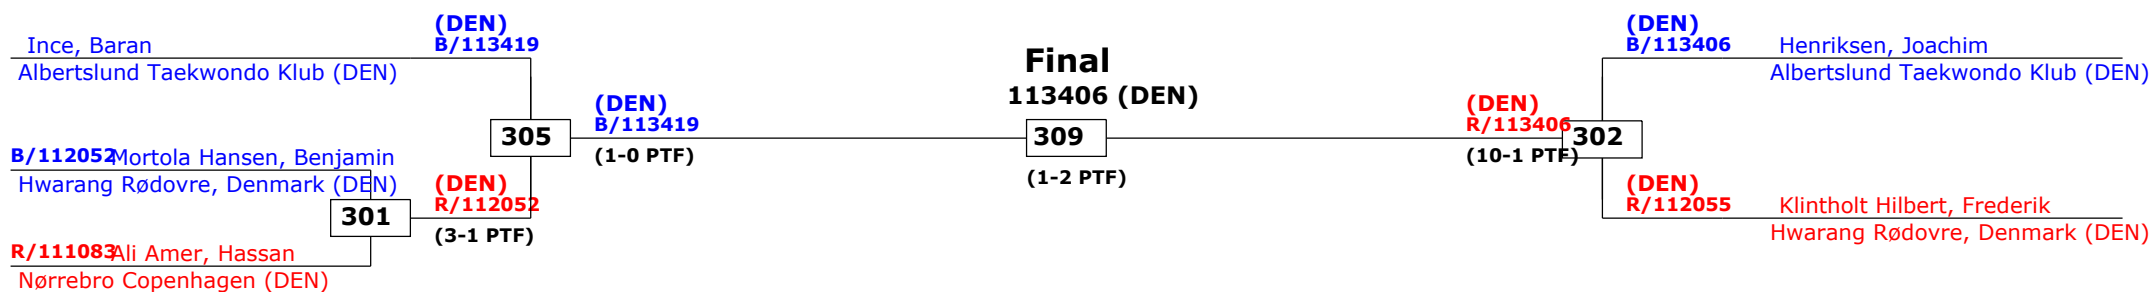 (DEN)
B/113419
Ince, Baran
Albertslund Taekwondo Klub (DEN)
305
(DEN)
B/113419
(1-0 PTF)
B/112052 Mortola Hansen, Benjamin
Hwarang Rødovre, Denmark (DEN)
301
(DEN)
R/112052
(3-1 PTF)
R/111083 Ali Amer, Hassan
Nørrebro Copenhagen (DEN)
Final
113406 (DEN)
309
(1-2 PTF)
(DEN)
R/113406
(10-1 PTF)
302
(DEN)
B/113406
Henriksen, Joachim
Albertslund Taekwondo Klub (DEN)
(DEN)
R/112055
Klintholt Hilbert, Frederik
Hwarang Rødovre, Denmark (DEN)